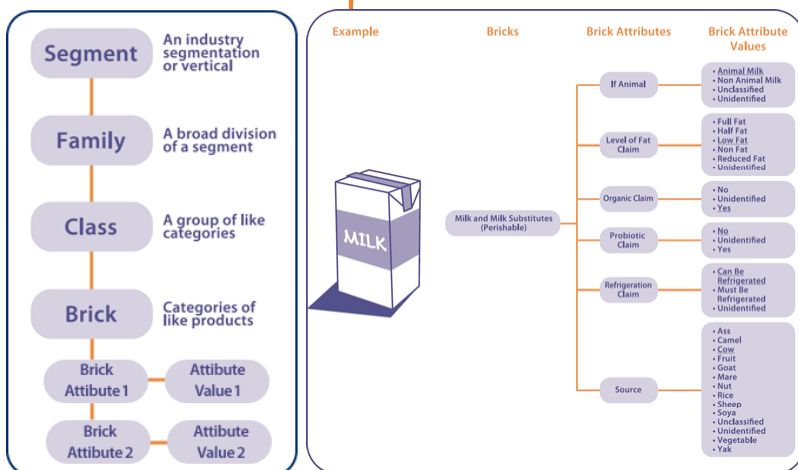 Segment
An industry
segmentation
or vertical
Family
A broad division
of a segment
Class
A group of like
categories
Brick
Categories of
like products
Brick
Attibute 1
Attibute
Value 1
Brick
Attibute 2
Attibute
Value 2
Example
Bricks
Brick Attributes
Brick Attribute
Values
MILK
Milk and Milk Substitutes
(Perishable)
If Animal
• Animal Milk
• Non Animal Milk
• Unclassified
• Unidentified
Level of Fat
Claim
• Full Fat
• Half Fat
• Low Fat
• Non Fat
• Reduced Fat
• Unidentified
Organic Claim
• No
• Unidentified
• Yes
Probiotic
Claim
• No
• Unidentified
• Yes
Refrigeration
Claim
• Can Be
Refrigerated
• Must Be
Refrigerated
• Unidentified
Source
• Ass
• Camel
• Cow
• Fruit
• Goat
• Mare
• Nut
• Rice
• Sheep
• Soya
• Unclassified
• Unidentified
• Vegetable
• Yak